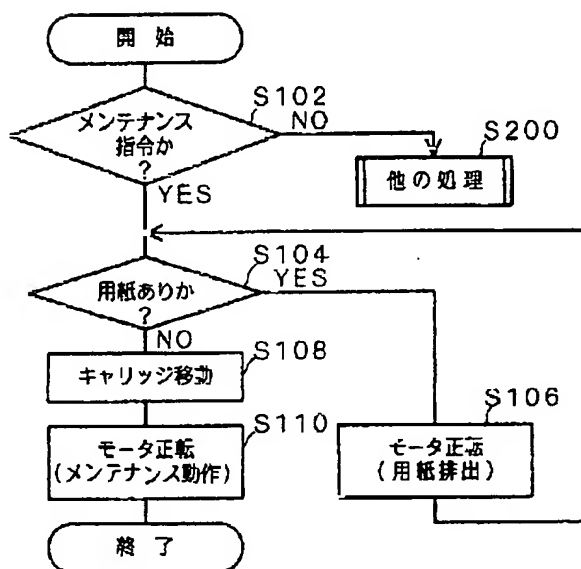 開始
S102
メンテナンス
指令か
?
NO
S200
他の処理
YES
S104
用紙ありか
?
YES
NO
S108
キャリッジ移動
S110
モータ正転
(メンテナンス動作)
S106
モータ正転
(用紙排出)
終了